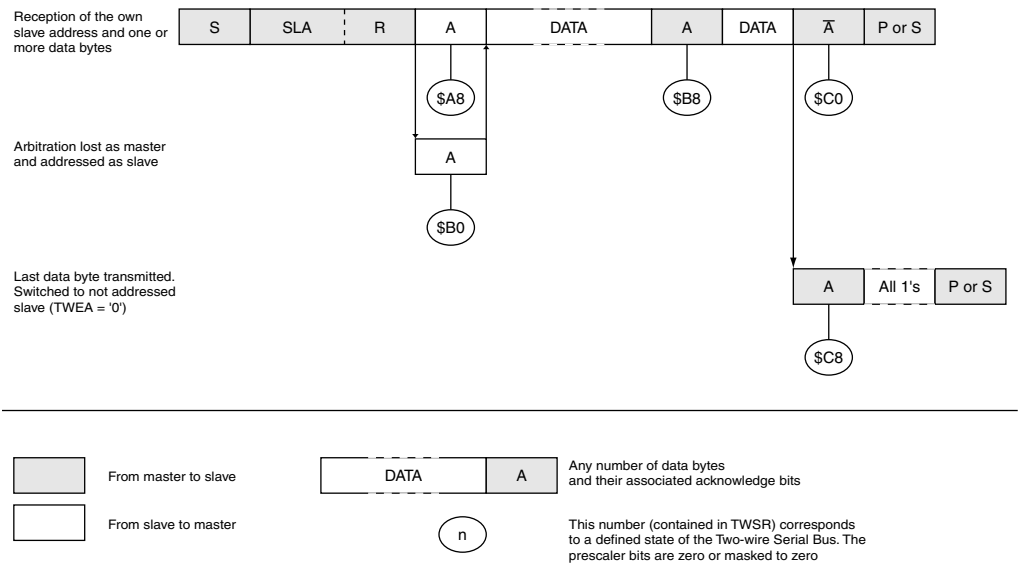 Reception of the own
slave address and one or
more data bytes
S SLA R A DATA A DATA A̅ P or S
$A8 $B8 $C0
Arbitration lost as master
and addressed as slave
A
$B0
Last data byte transmitted.
Switched to not addressed
slave (TWEA = '0')
A All 1's P or S
$C8
From master to slave
DATA A
Any number of data bytes
and their associated acknowledge bits
From slave to master
n
This number (contained in TWSR) corresponds
to a defined state of the Two-wire Serial Bus. The
prescaler bits are zero or masked to zero